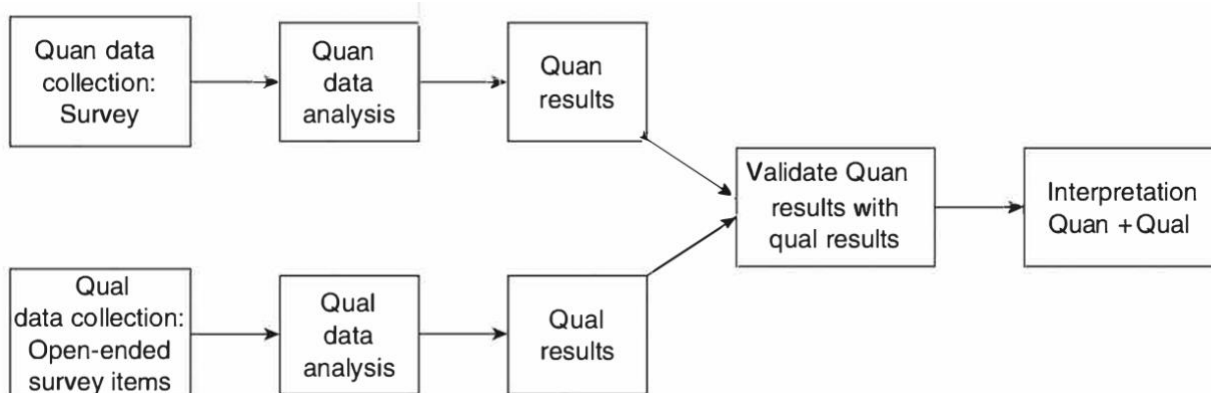 Quan data
collection:
Survey
Quan
data
analysis
Quan
results
Validate Quan
results with
qual results
Interpretation
Quan +Qual
Qual
data collection:
Open-ended
survey items
Qual
data
analysis
Qual
results